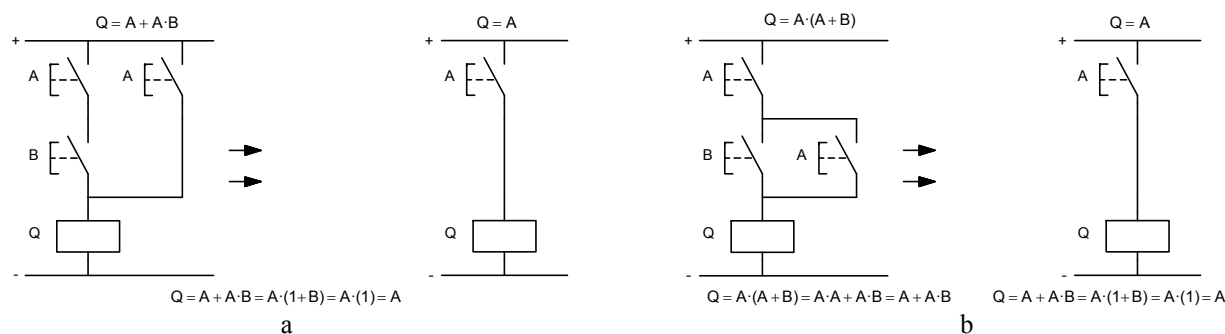 Q = A + A·B
+
A
A
B
Q
-
Q = A
+
A
Q
-
Q = A + A·B = A·(1+B) = A·(1) = A
a
Q = A·(A + B)
+
A
B
A
Q
-
Q = A
+
A
Q
-
Q = A·(A + B) = A·A + A·B = A + A·B
Q = A + A·B = A·(1+B) = A·(1) = A
b